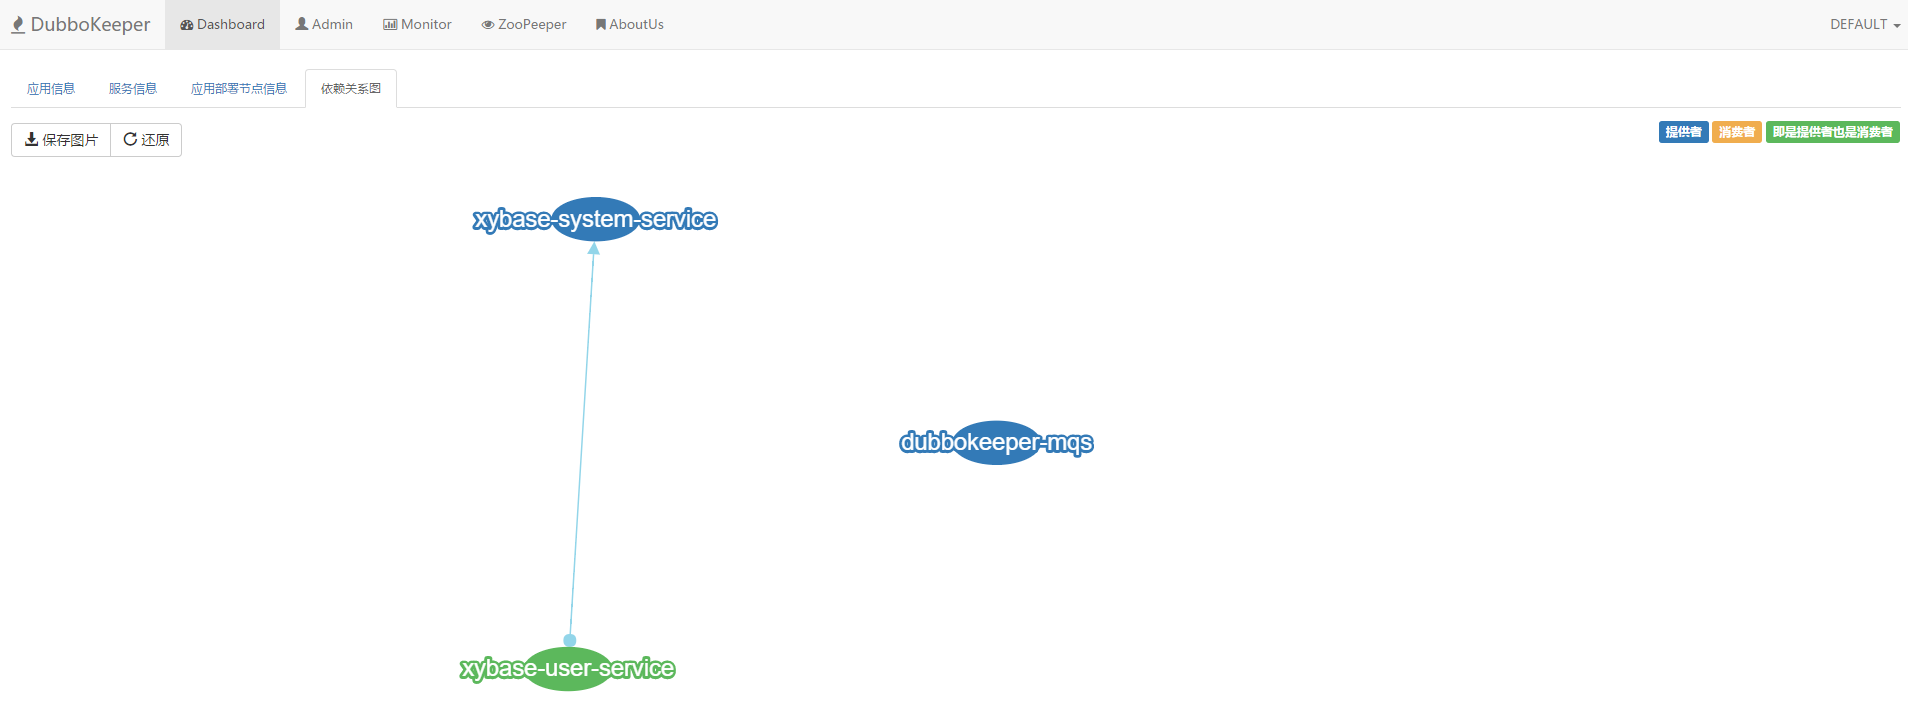 DubboKeeper Dashboard Admin Monitor ZooPeeper AboutUs DEFAULT
应用信息 服务信息 应用部署节点信息 依赖关系图
保存图片 还原 提供者 消费者 即是提供者也是消费者
xybase-system-service
dubbokeeper-mqs
xybase-user-service